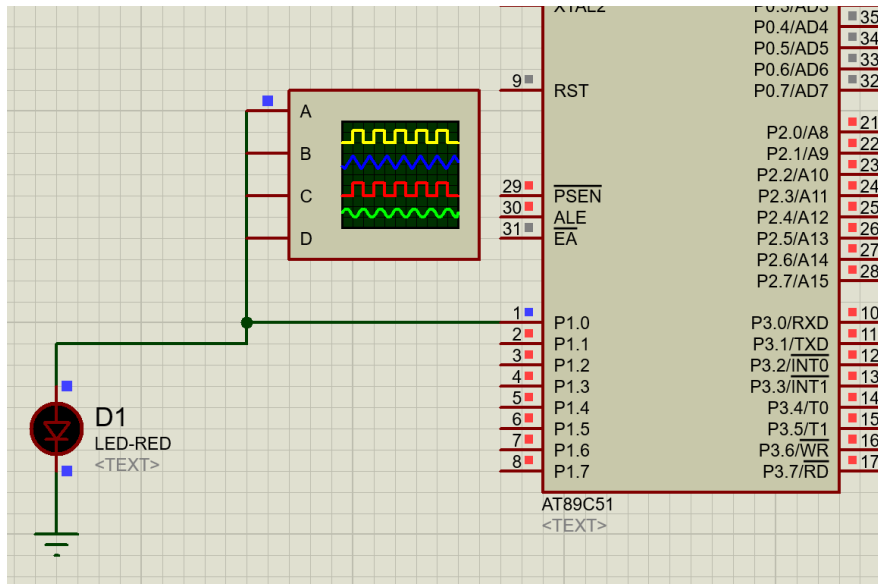 XTAL2
P0.3/AD3
P0.4/AD4
P0.5/AD5
P0.6/AD6
P0.7/AD7
35
34
33
32
9
RST
A
B
C
D
P2.0/A8
P2.1/A9
P2.2/A10
P2.3/A11
P2.4/A12
P2.5/A13
P2.6/A14
P2.7/A15
21
22
23
24
25
26
27
28
29
PSEN
30
ALE
31
EA
1
P1.0
2
P1.1
3
P1.2
4
P1.3
5
P1.4
6
P1.5
7
P1.6
8
P1.7
P3.0/RXD
P3.1/TXD
P3.2/INT0
P3.3/INT1
P3.4/T0
P3.5/T1
P3.6/WR
P3.7/RD
10
11
12
13
14
15
16
17
D1
LED-RED
<TEXT>
AT89C51
<TEXT>